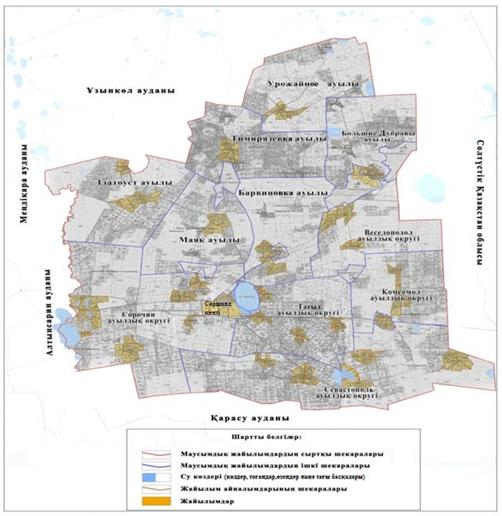 Ұзынкөл ауданы
Урожайное ауылы
Тимирязевка ауылы
Большие Дубравы
ауылы
Мендіқара ауданы
Солтүстік Қазақстан облысы
Златоуст ауылы
Барвиновка ауылы
Маяк ауылы
Веселоподол
ауылдық округі
Комсомол
ауылдық округі
Алтынсарин ауданы
Сарыкөл
кенті
Тағыл
ауылдық округі
Сорочин
ауылдық округі
Севастополь
ауылдық округі
Қарасу ауданы
Шартты белгілер:
Маусымдық жайылымдардың сыртқы шекаралары
Маусымдық жайылымдардың ішкі шекаралары
Су көздері (көлдер, тоғандар, өзендер және тағы басқалары)
Жайылым айналымдарының шекаралары
Жайылымдар